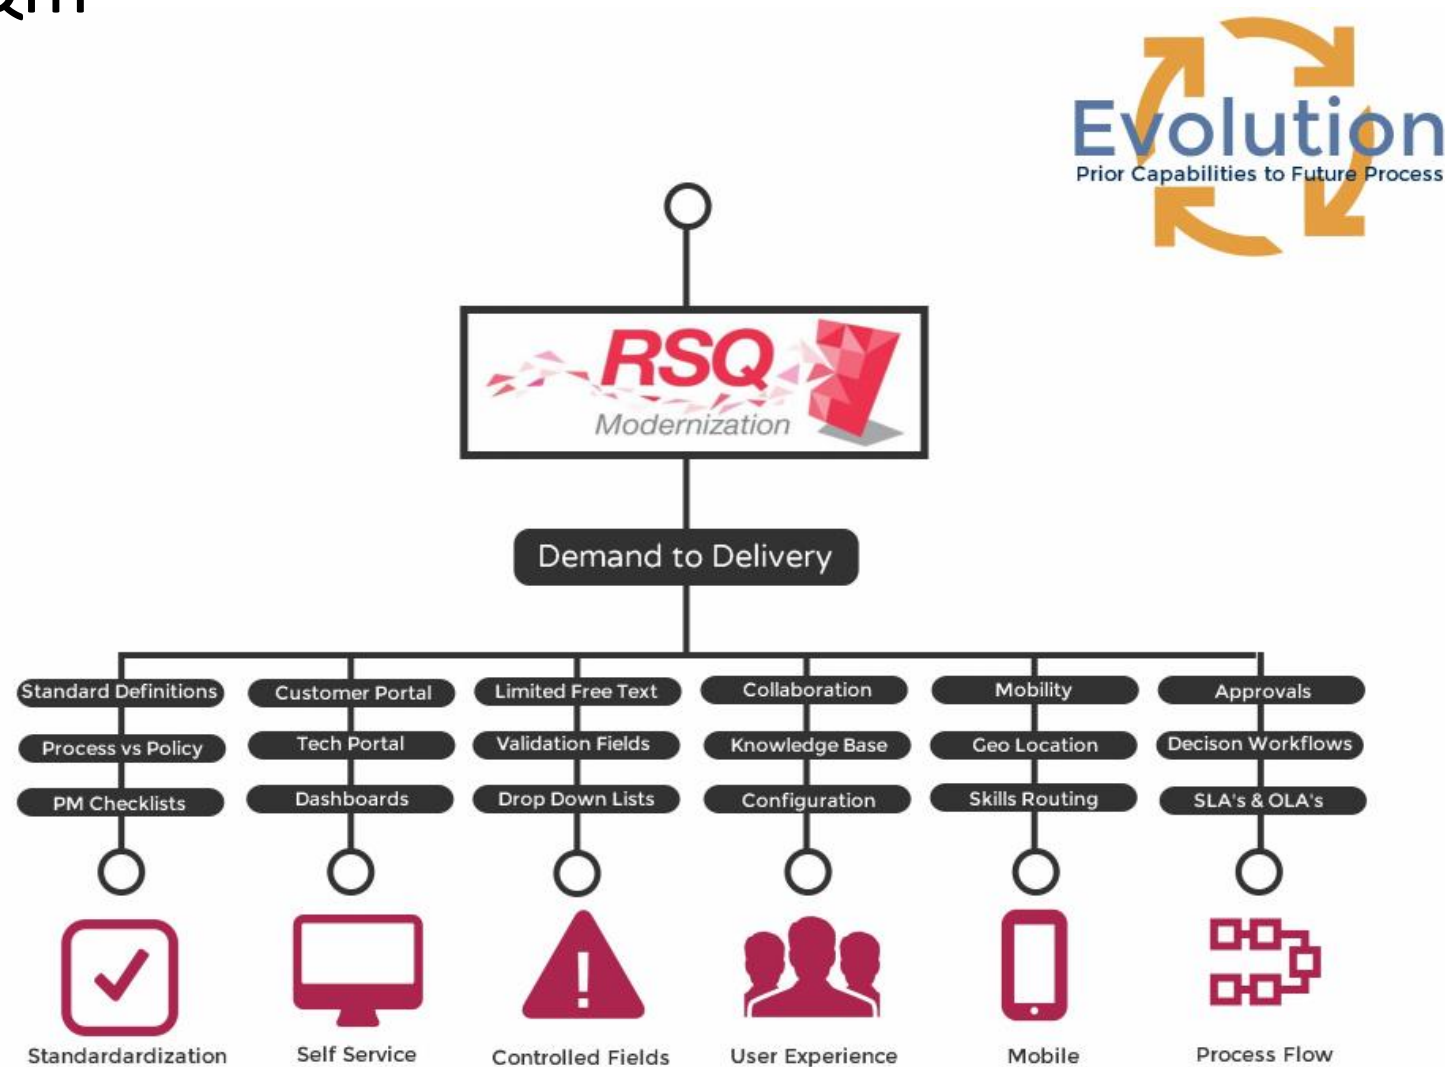 Evolution
Prior Capabilities to Future Process
RSQ
Modernization
Demand to Delivery
Standard Definitions
Customer Portal
Limited Free Text
Collaboration
Mobility
Approvals
Process vs Policy
Tech Portal
Validation Fields
Knowledge Base
Geo Location
Decison Workflows
PM Checklists
Dashboards
Drop Down Lists
Configuration
Skills Routing
SLA's & OLA's
Standardardization
Self Service
Controlled Fields
User Experience
Mobile
Process Flow